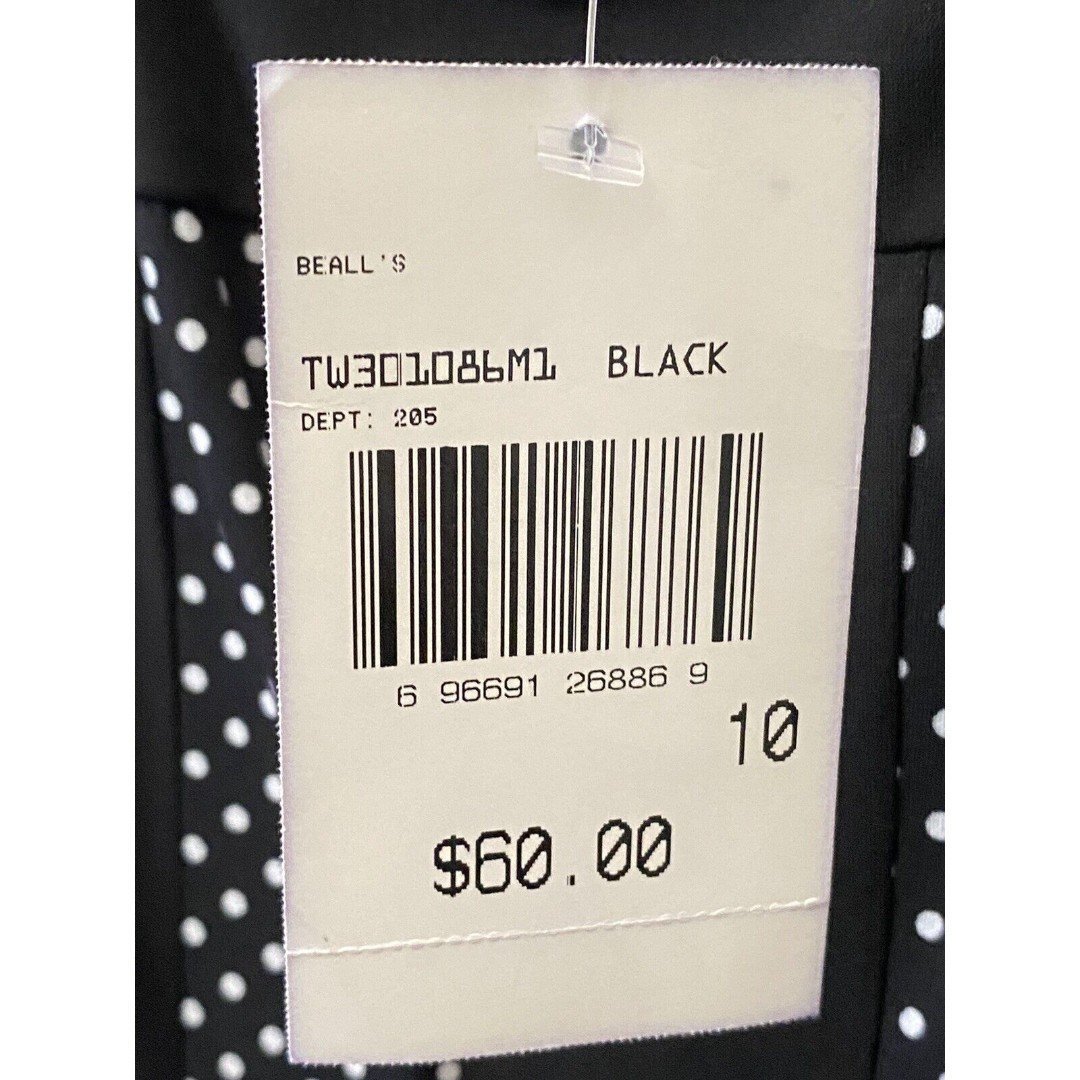 BEALL'S
TW301086M1 BLACK
DEPT: 205
6 96691 26886 9
10
$60.00